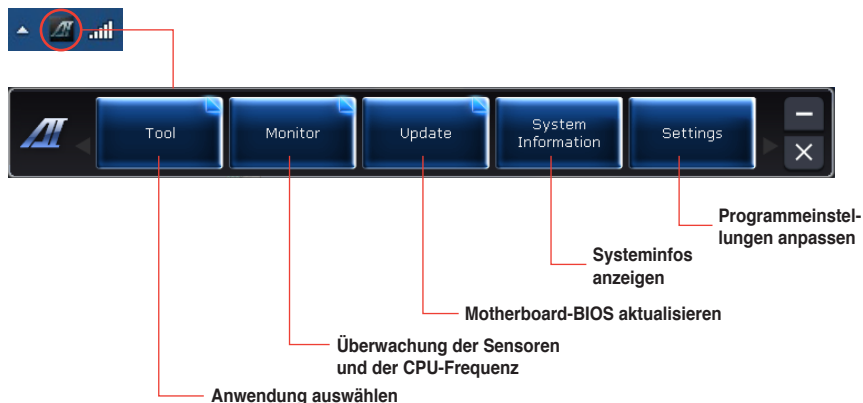 Tool
Monitor
Update
System
Information
Settings
Programmeinstel-
lungen anpassen
Systeminfos
anzeigen
Motherboard-BIOS aktualisieren
Überwachung der Sensoren
und der CPU-Frequenz
Anwendung auswählen